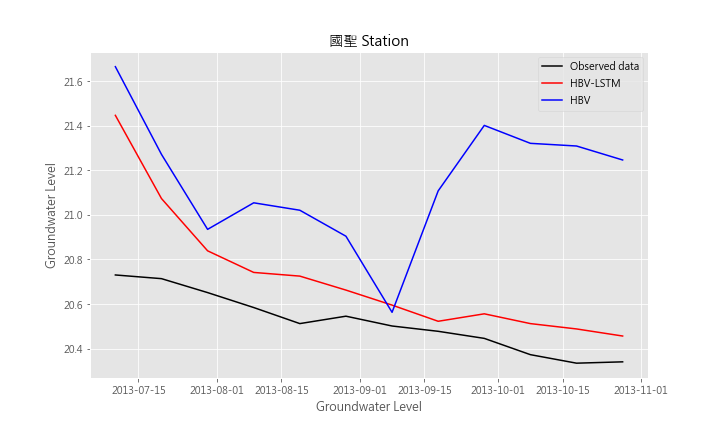 國聖 Station
Observed data
HBV-LSTM
HBV
21.6
21.4
21.2
21.0
20.8
20.6
20.4
Groundwater Level
2013-07-15 2013-08-01 2013-08-15 2013-09-01 2013-09-15 2013-10-01 2013-10-15 2013-11-01
Groundwater Level